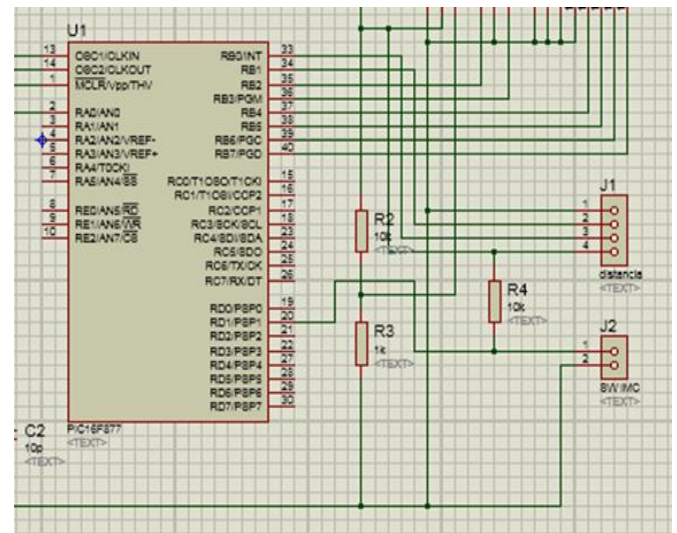 U1
13 OSC1/CLKIN
14 OSC2/CLKOUT
1 MCLR/Vpp/THV
2 RA0/AN0
3 RA1/AN1
4 RA2/AN2/VREF-
5 RA3/AN3/VREF+
6 RA4/T0CKI
7 RA5/AN4/SS
8 RE0/AN5/RD
9 RE1/AN6/WR
10 RE2/AN7/CS
RB0/INT 33
RB1 34
RB2 35
RB3/PGM 36
RB4 37
RB5 38
RB6/PGC 39
RB7/PGD 40
RC0/T1OSO/T1CKI 15
RC1/T1OSI/CCP2 16
RC2/CCP1 17
RC3/SCK/SCL 18
RC4/SDI/SDA 23
RC5/SDO 24
RC6/TX/CK 25
RC7/RX/DT 26
RD0/PSP0 19
RD1/PSP1 20
RD2/PSP2 21
RD3/PSP3 22
RD4/PSP4 27
RD5/PSP5 28
RD6/PSP6 29
RD7/PSP7 30
PIC16F877
<TEXT>
C2
10p
<TEXT>
R2
10k
<TEXT>
R3
1k
<TEXT>
R4
10k
<TEXT>
J1
1
2
3
4
distancia
<TEXT>
J2
1
2
SW IMC
<TEXT>